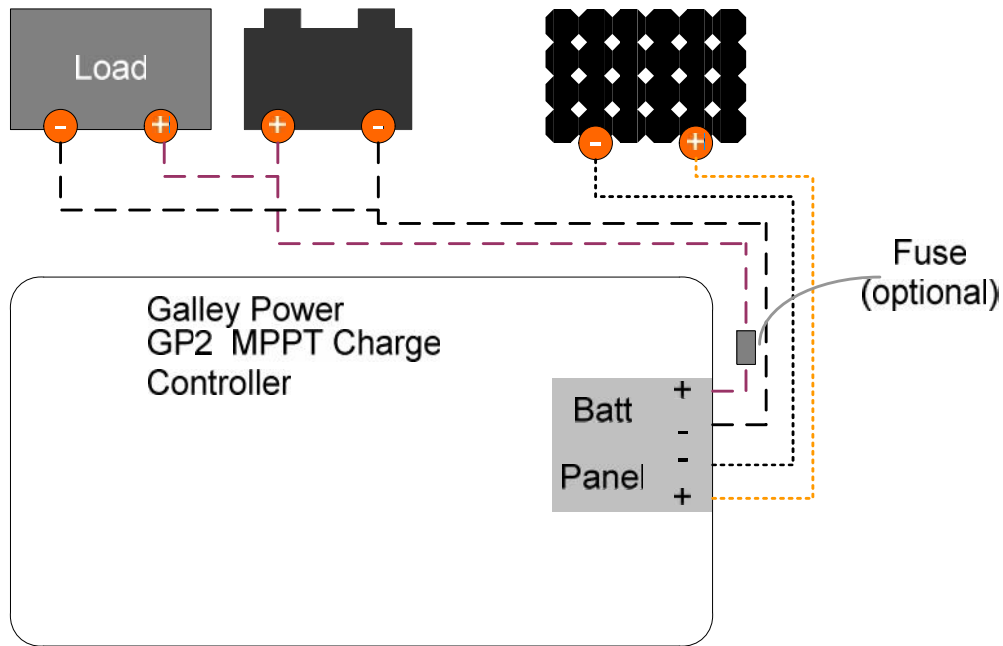 Load
- + + -
- +
Fuse
(optional)
Galley Power
GP2 MPPT Charge
Controller
Batt
+
-
Panel
-
+